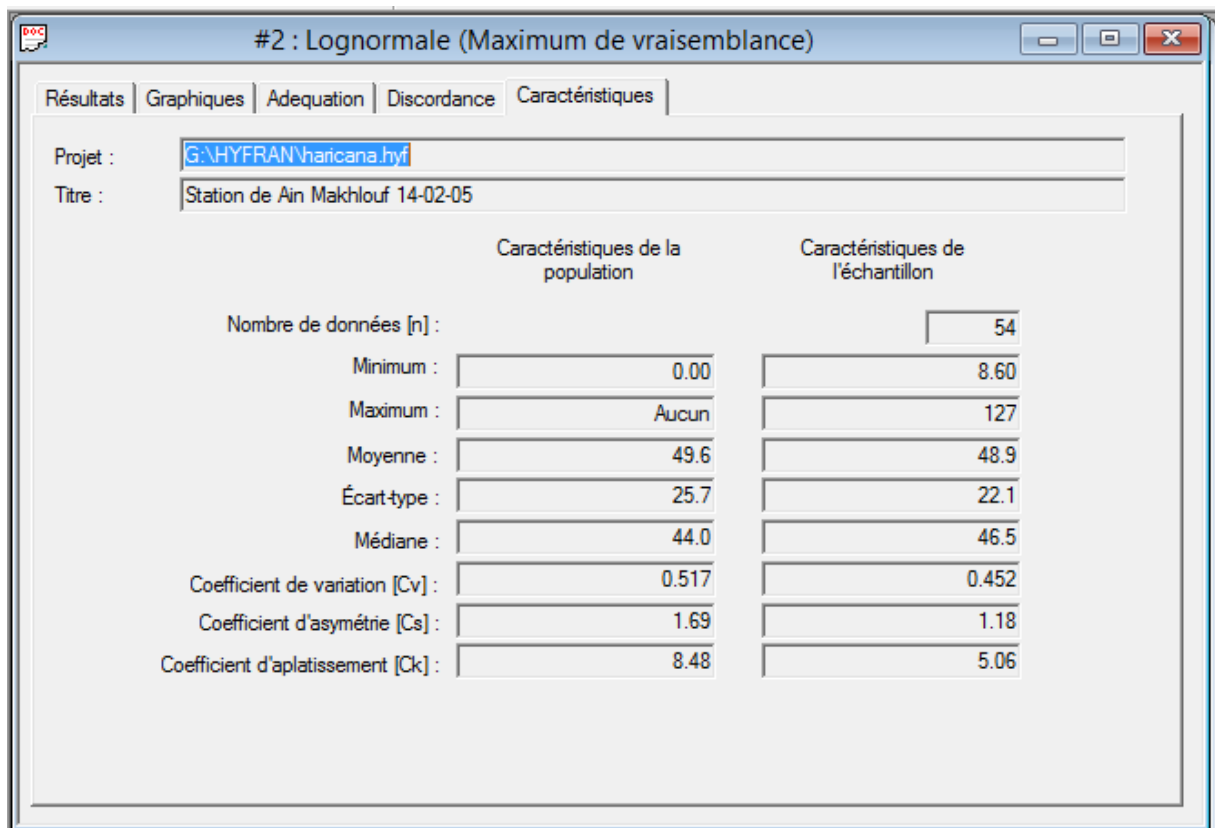 #2 : Lognormale (Maximum de vraisemblance)
Résultats Graphiques Adequation Discordance Caractéristiques
Projet : G:\HYFRAN\haricana.hyf
Titre : Station de Ain Makhlouf 14-02-05
Caractéristiques de la population
Caractéristiques de l'échantillon
Nombre de données [n] : 54
Minimum : 0.00 8.60
Maximum : Aucun 127
Moyenne : 49.6 48.9
Écart-type : 25.7 22.1
Médiane : 44.0 46.5
Coefficient de variation [Cv] : 0.517 0.452
Coefficient d'asymétrie [Cs] : 1.69 1.18
Coefficient d'aplatissement [Ck] : 8.48 5.06